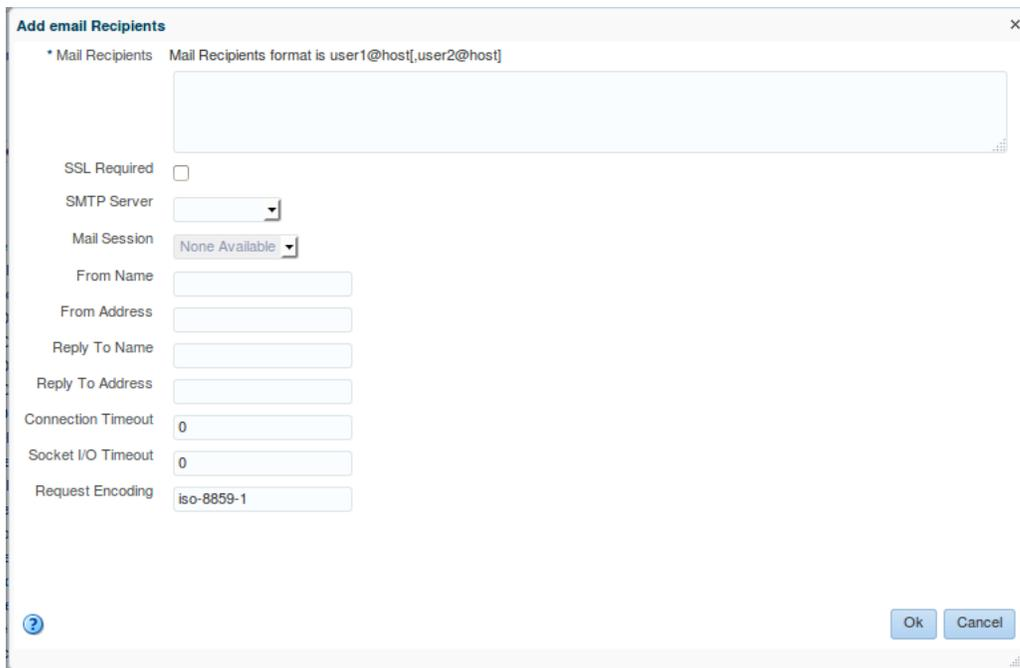 Add email Recipients
* Mail Recipients Mail Recipients format is user1@host[,user2@host]
SSL Required
SMTP Server
Mail Session None Available
From Name
From Address
Reply To Name
Reply To Address
Connection Timeout 0
Socket I/O Timeout 0
Request Encoding iso-8859-1
? Ok Cancel